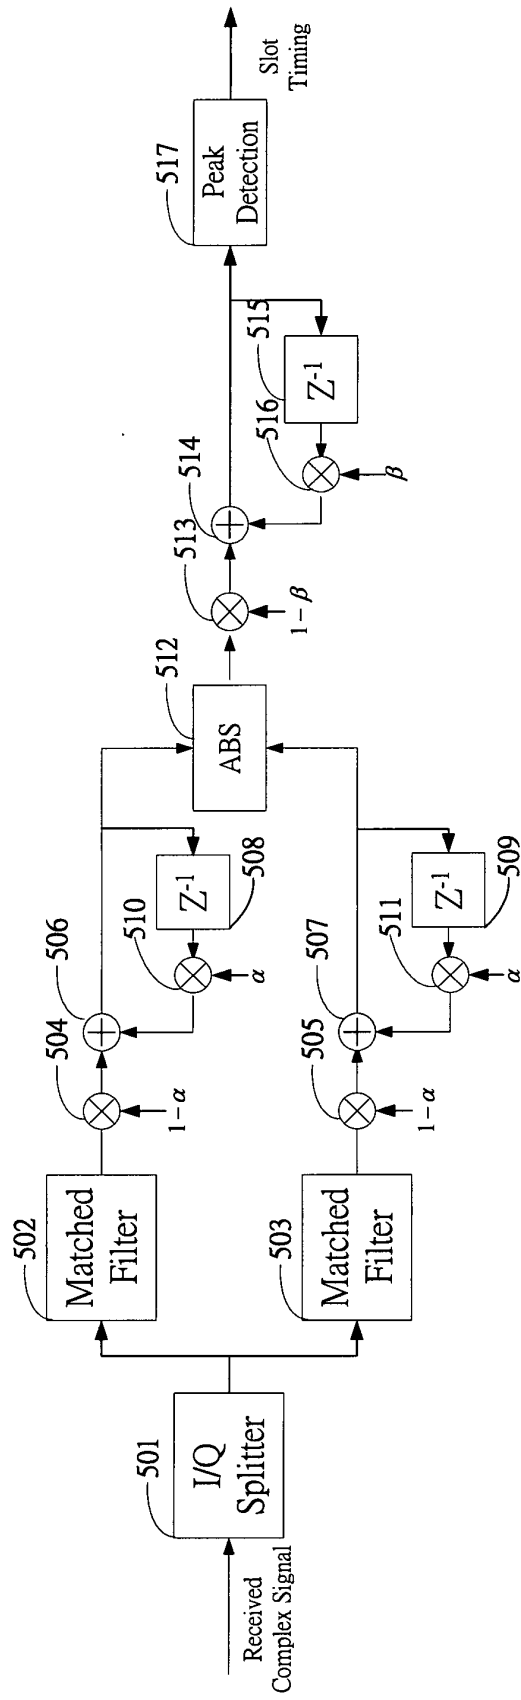 Received
Complex Signal
501
I/Q
Splitter
502
Matched
Filter
503
Matched
Filter
504
1−α
506
510
α
Z⁻¹
508
505
1−α
507
511
α
Z⁻¹
509
512
ABS
513
1−β
514
516
β
515
Z⁻¹
517
Peak
Detection
Slot
Timing